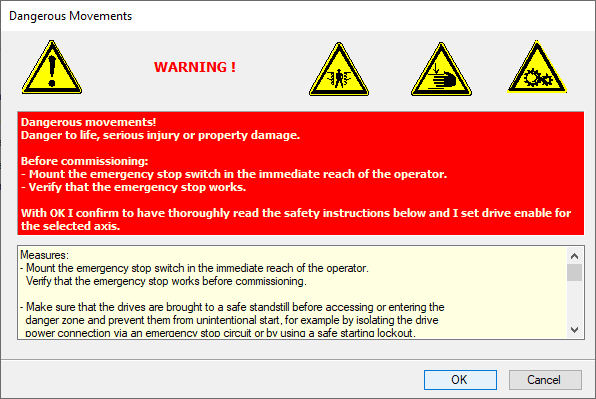 Dangerous Movements
WARNING !
Dangerous movements!
Danger to life, serious injury or property damage.
Before commissioning:
- Mount the emergency stop switch in the immediate reach of the operator.
- Verify that the emergency stop works.
With OK I confirm to have thoroughly read the safety instructions below and I set drive enable for
the selected axis.
Measures:
- Mount the emergency stop switch in the immediate reach of the operator.
Verify that the emergency stop works before commissioning.
- Make sure that the drives are brought to a safe standstill before accessing or entering the
danger zone and prevent them from unintentional start, for example by isolating the drive
power connection via an emergency stop circuit or by using a safe starting lockout.
OK
Cancel